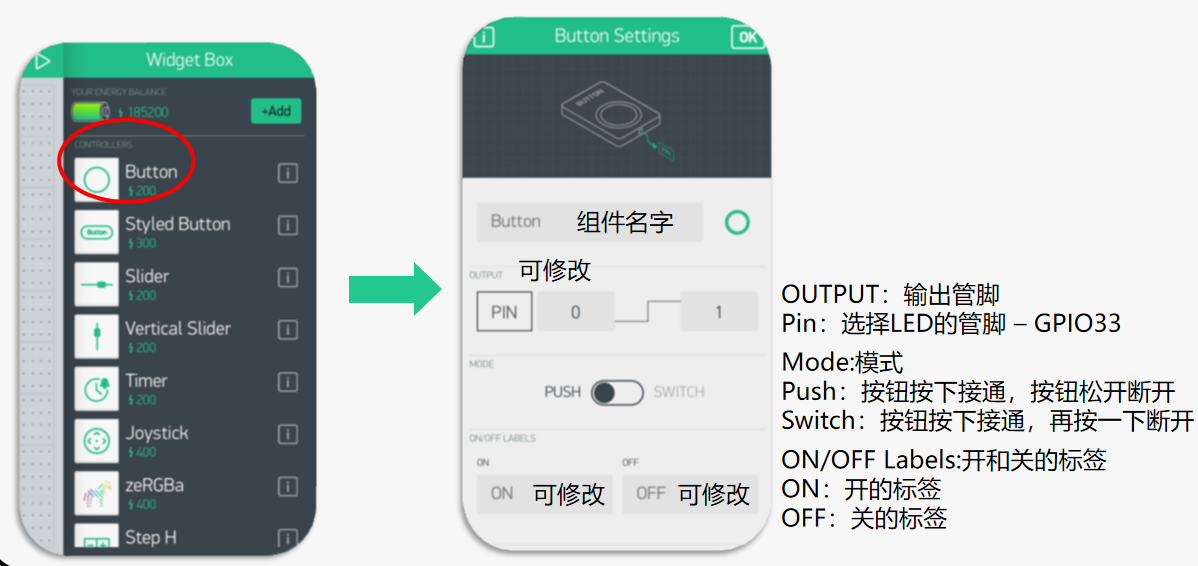 Widget Box
YOUR ENERGY BALANCE
185200
+Add
CONTROLLERS
Button
200
Styled Button
300
Slider
200
Vertical Slider
200
Timer
200
Joystick
400
zeRGBa
400
Step H
Button Settings
OK
BUTTON
PIN
Button 组件名字
OUTPUT 可修改
PIN 0 1
MODE
PUSH SWITCH
ON/OFF LABELS
ON OFF
ON 可修改 OFF 可修改
OUTPUT：输出管脚
Pin：选择LED的管脚 – GPIO33
Mode:模式
Push：按钮按下接通，按钮松开断开
Switch：按钮按下接通，再按一下断开
ON/OFF Labels:开和关的标签
ON：开的标签
OFF：关的标签